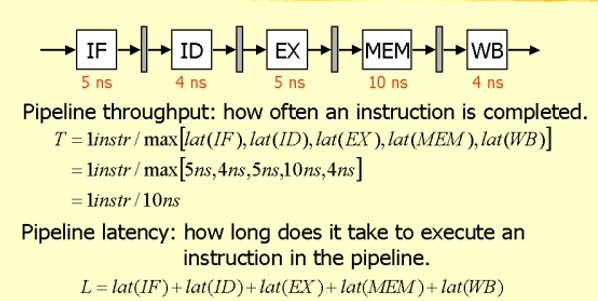 IF ID EX MEM WB
5 ns 4 ns 5 ns 10 ns 4 ns
Pipeline throughput: how often an instruction is completed.
T = 1instr / max[lat(IF), lat(ID), lat(EX), lat(MEM), lat(WB)]
= 1instr / max[5ns,4ns,5ns,10ns,4ns]
= 1instr / 10ns
Pipeline latency: how long does it take to execute an
instruction in the pipeline.
L = lat(IF) + lat(ID) + lat(EX) + lat(MEM) + lat(WB)